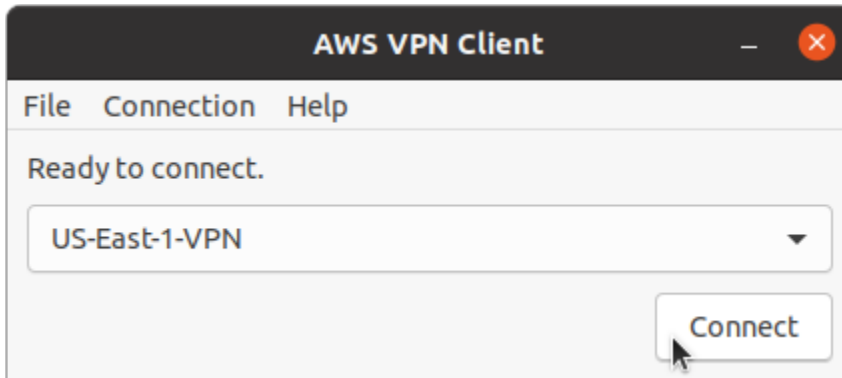 AWS VPN Client
File Connection Help
Ready to connect.
US-East-1-VPN
Connect